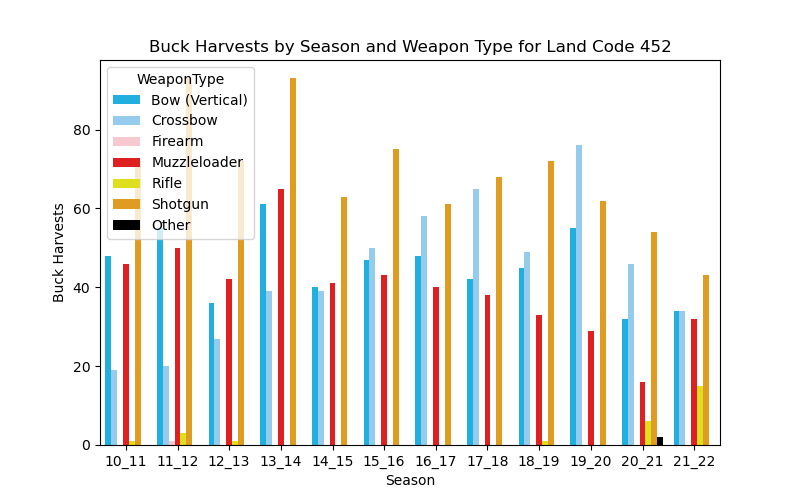 Buck Harvests by Season and Weapon Type for Land Code 452
WeaponType
Bow (Vertical)
Crossbow
Firearm
Muzzleloader
Rifle
Shotgun
Other
Buck Harvests
80
60
40
20
0
10_11 11_12 12_13 13_14 14_15 15_16 16_17 17_18 18_19 19_20 20_21 21_22
Season